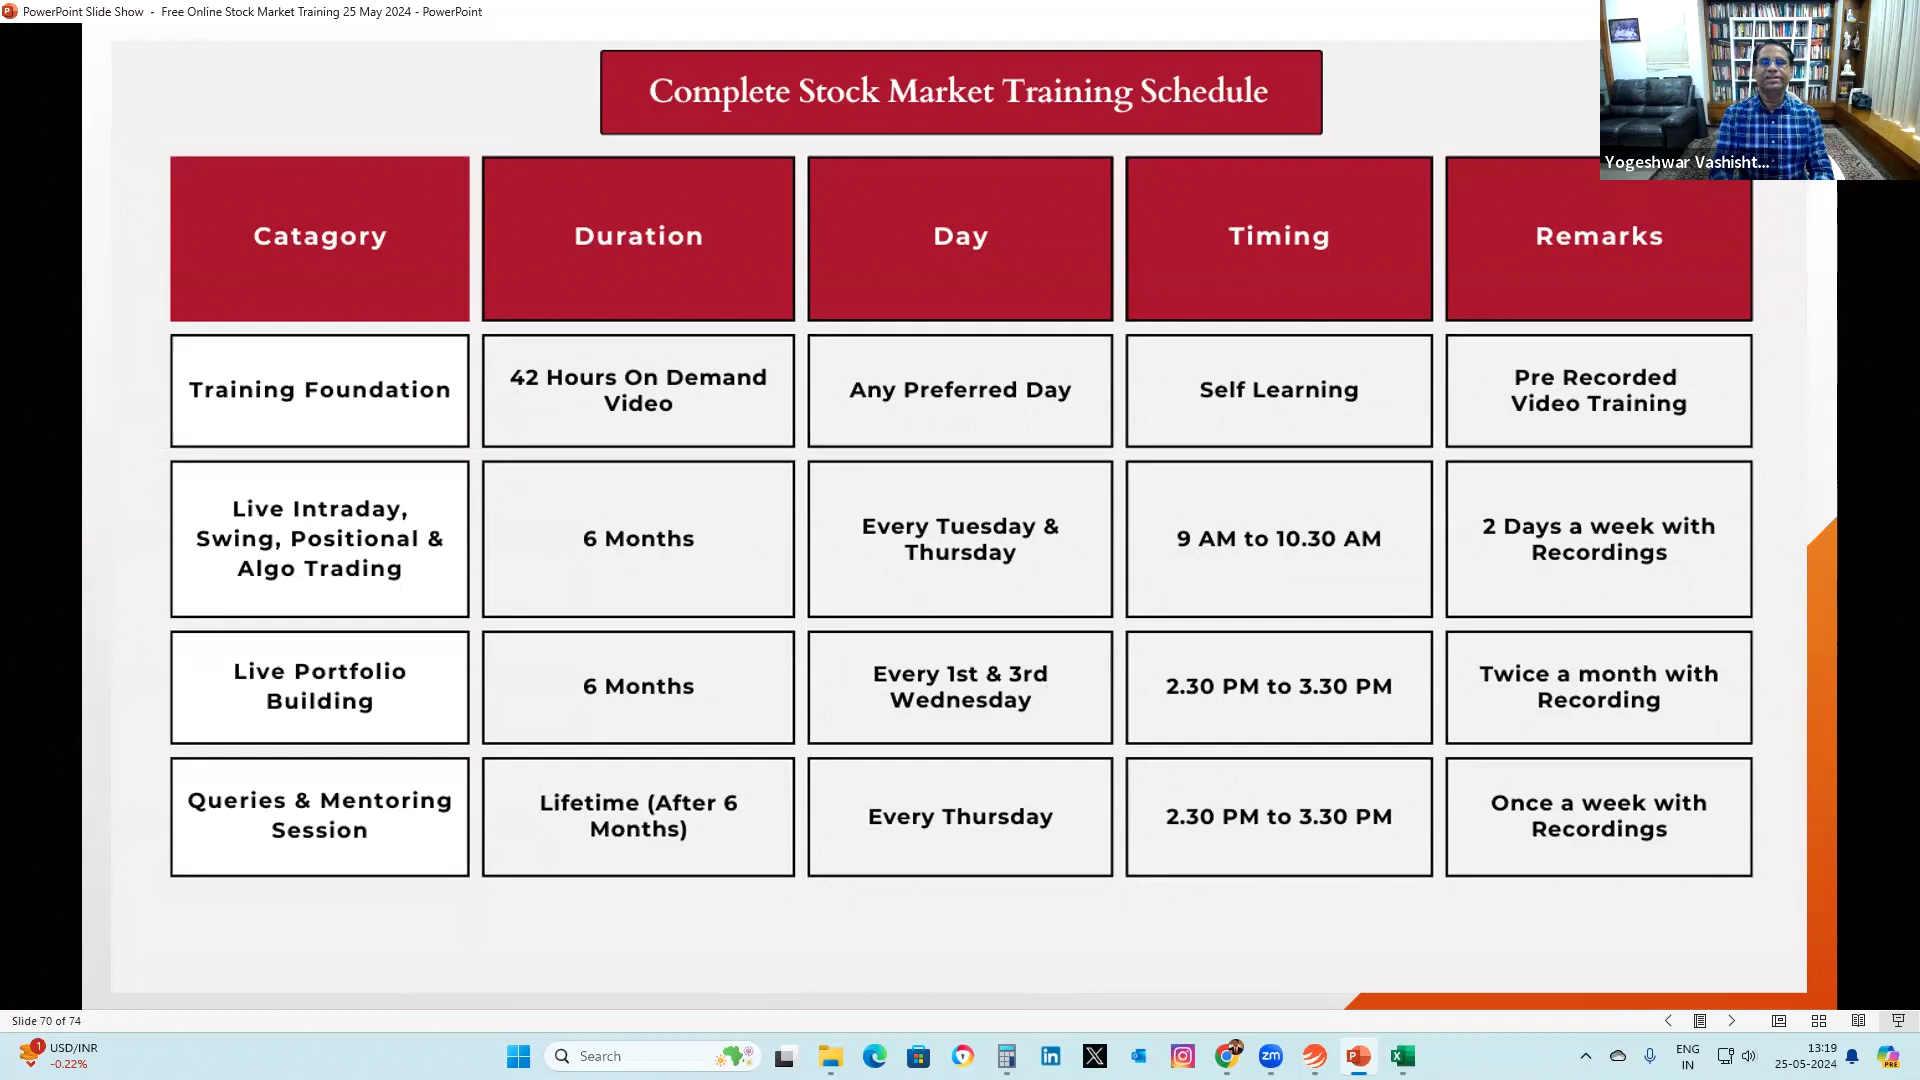 PowerPoint Slide Show - Free Online Stock Market Training 25 May 2024 - PowerPoint
Yogeshwar Vashisht...
Complete Stock Market Training Schedule
Catagory
Duration
Day
Timing
Remarks
Training Foundation
42 Hours On Demand
Video
Any Preferred Day
Self Learning
Pre Recorded
Video Training
Live Intraday,
Swing, Positional &
Algo Trading
6 Months
Every Tuesday &
Thursday
9 AM to 10.30 AM
2 Days a week with
Recordings
Live Portfolio
Building
6 Months
Every 1st & 3rd
Wednesday
2.30 PM to 3.30 PM
Twice a month with
Recording
Queries & Mentoring
Session
Lifetime (After 6
Months)
Every Thursday
2.30 PM to 3.30 PM
Once a week with
Recordings
Slide 70 of 74
1
USD/INR
-0.22%
Search
zm
ENG
IN
13:19
25-05-2024
PRE